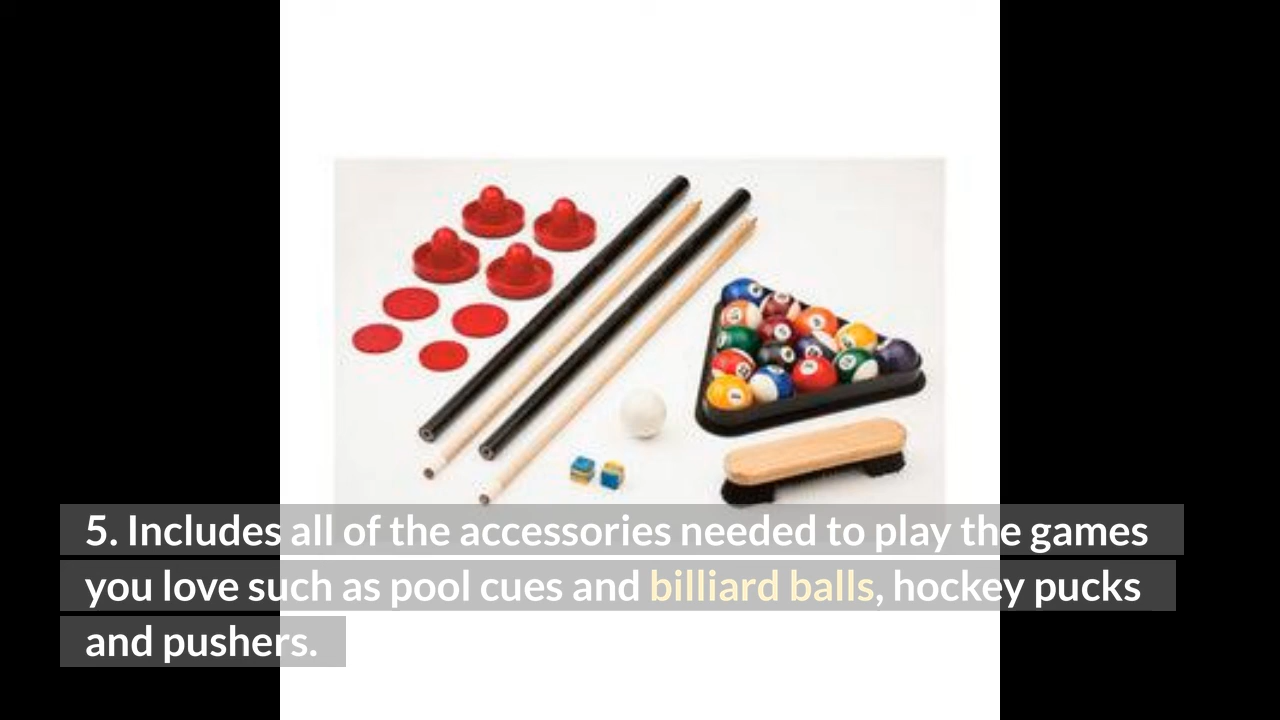 5. Includes all of the accessories needed to play the games
you love such as pool cues and billiard balls, hockey pucks
and pushers.